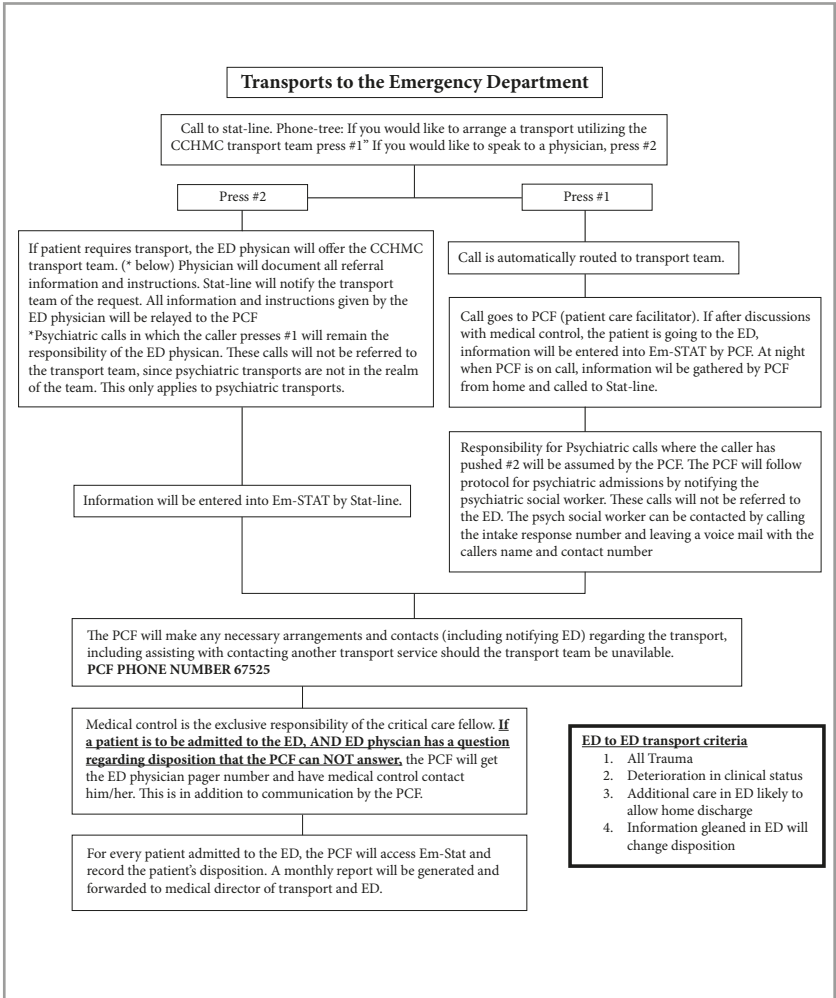 Transports to the Emergency Department
Call to stat-line. Phone-tree: If you would like to arrange a transport utilizing the
CCHMC transport team press #1” If you would like to speak to a physician, press #2
Press #2
Press #1
If patient requires transport, the ED physican will offer the CCHMC
transport team. (* below) Physician will document all referral
information and instructions. Stat-line will notify the transport
team of the request. All information and instructions given by the
ED physician will be relayed to the PCF
*Psychiatric calls in which the caller presses #1 will remain the
responsibility of the ED physican. These calls will not be referred to
the transport team, since psychiatric transports are not in the realm
of the team. This only applies to psychiatric transports.
Information will be entered into Em-STAT by Stat-line.
Call is automatically routed to transport team.
Call goes to PCF (patient care facilitator). If after discussions
with medical control, the patient is going to the ED,
information will be entered into Em-STAT by PCF. At night
when PCF is on call, information wil be gathered by PCF
from home and called to Stat-line.
Responsibility for Psychiatric calls where the caller has
pushed #2 will be assumed by the PCF. The PCF will follow
protocol for psychiatric admissions by notifying the
psychiatric social worker. These calls will not be referred to
the ED. The psych social worker can be contacted by calling
the intake response number and leaving a voice mail with the
callers name and contact number
The PCF will make any necessary arrangements and contacts (including notifying ED) regarding the transport,
including assisting with contacting another transport service should the transport team be unavailable.
PCF PHONE NUMBER 67525
Medical control is the exclusive responsibility of the critical care fellow. If
a patient is to be admitted to the ED, AND ED physcian has a question
regarding disposition that the PCF can NOT answer, the PCF will get
the ED physician pager number and have medical control contact
him/her. This is in addition to communication by the PCF.
For every patient admitted to the ED, the PCF will access Em-Stat and
record the patient’s disposition. A monthly report will be generated and
forwarded to medical director of transport and ED.
ED to ED transport criteria
1. All Trauma
2. Deterioration in clinical status
3. Additional care in ED likely to
allow home discharge
4. Information gleaned in ED will
change disposition